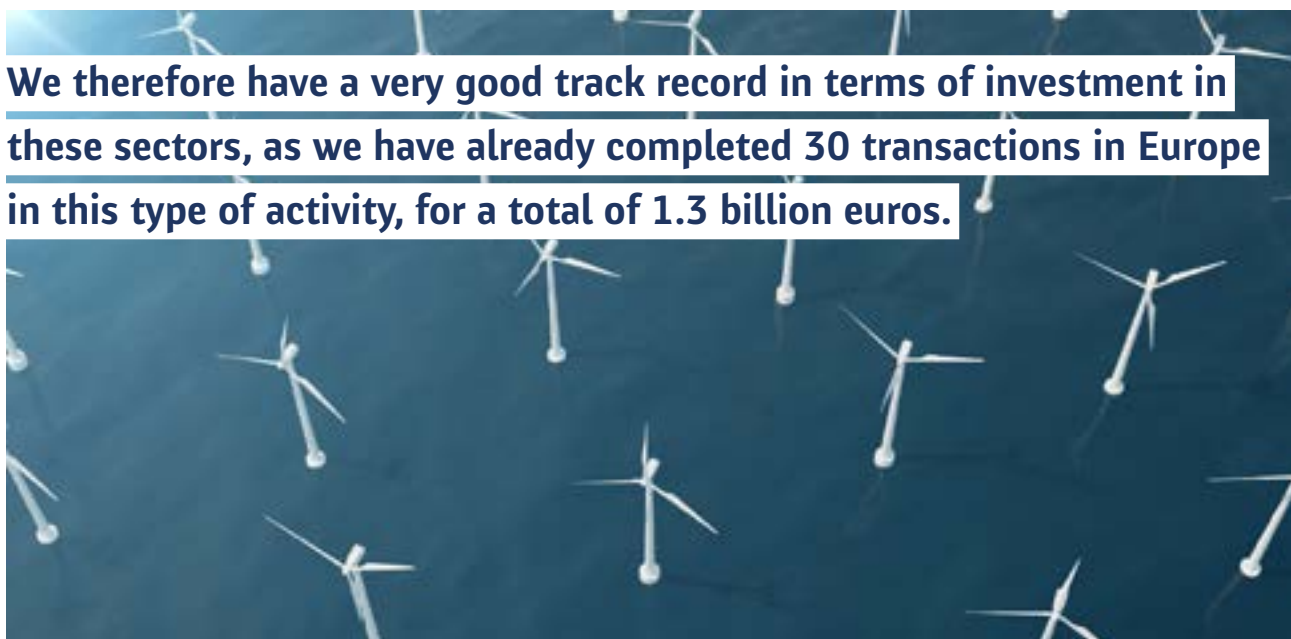 We therefore have a very good track record in terms of investment in
these sectors, as we have already completed 30 transactions in Europe
in this type of activity, for a total of 1.3 billion euros.